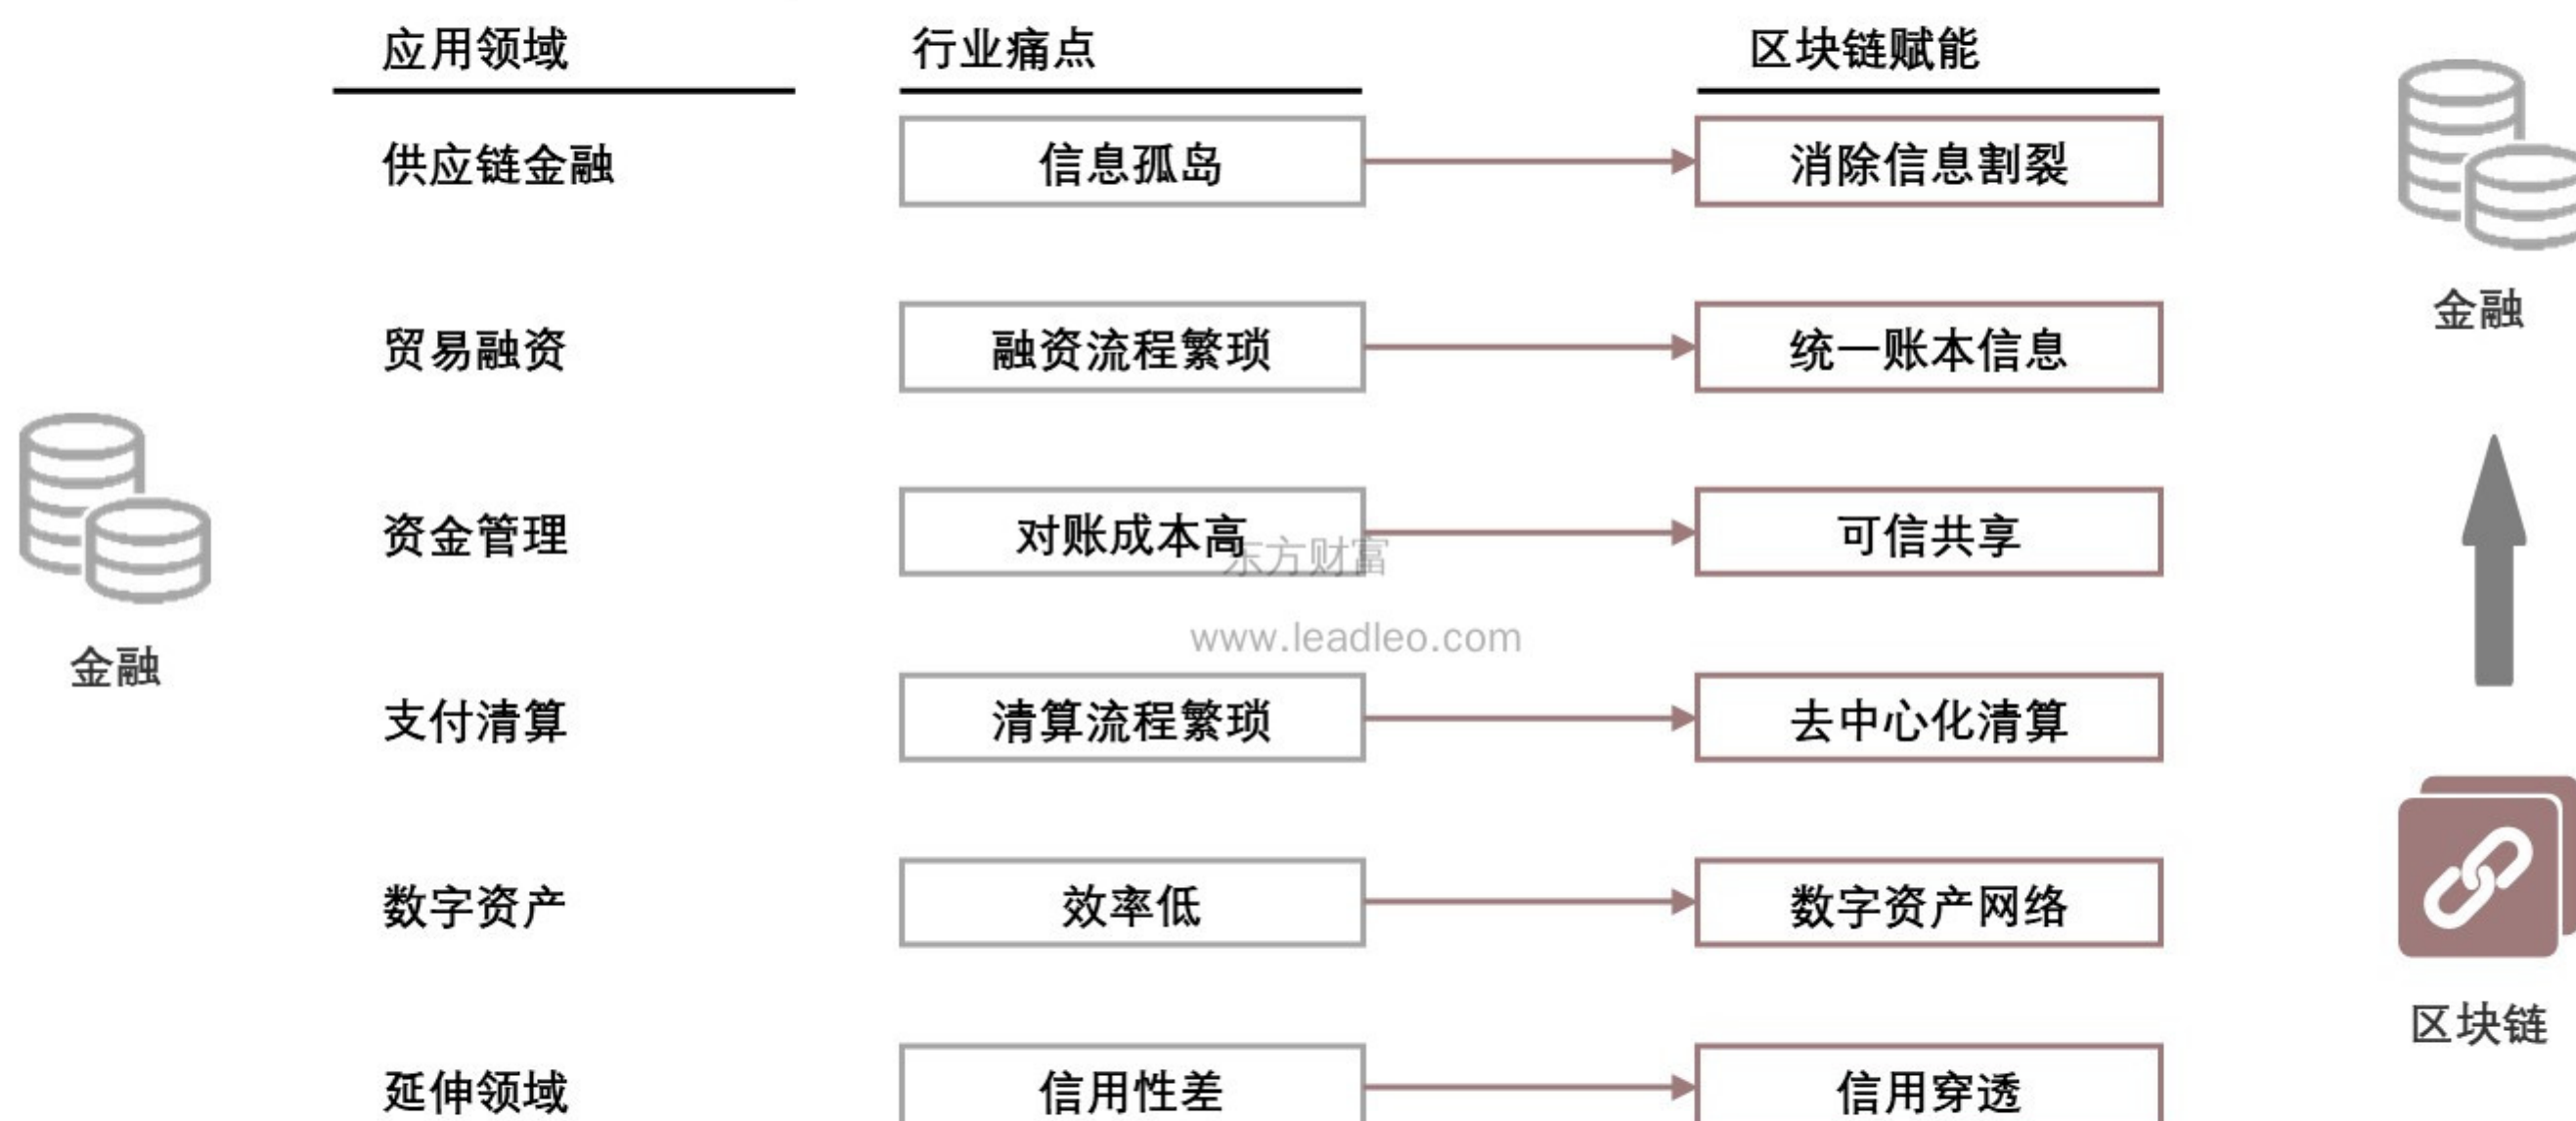 应用领域 行业痛点 区块链赋能
供应链金融 信息孤岛 消除信息割裂
金融
贸易融资 融资流程繁琐 统一账本信息
资金管理 对账成本高 可信共享
东方财富
www.leadleo.com
金融
支付清算 清算流程繁琐 去中心化清算
数字资产 效率低 数字资产网络
区块链
延伸领域 信用性差 信用穿透